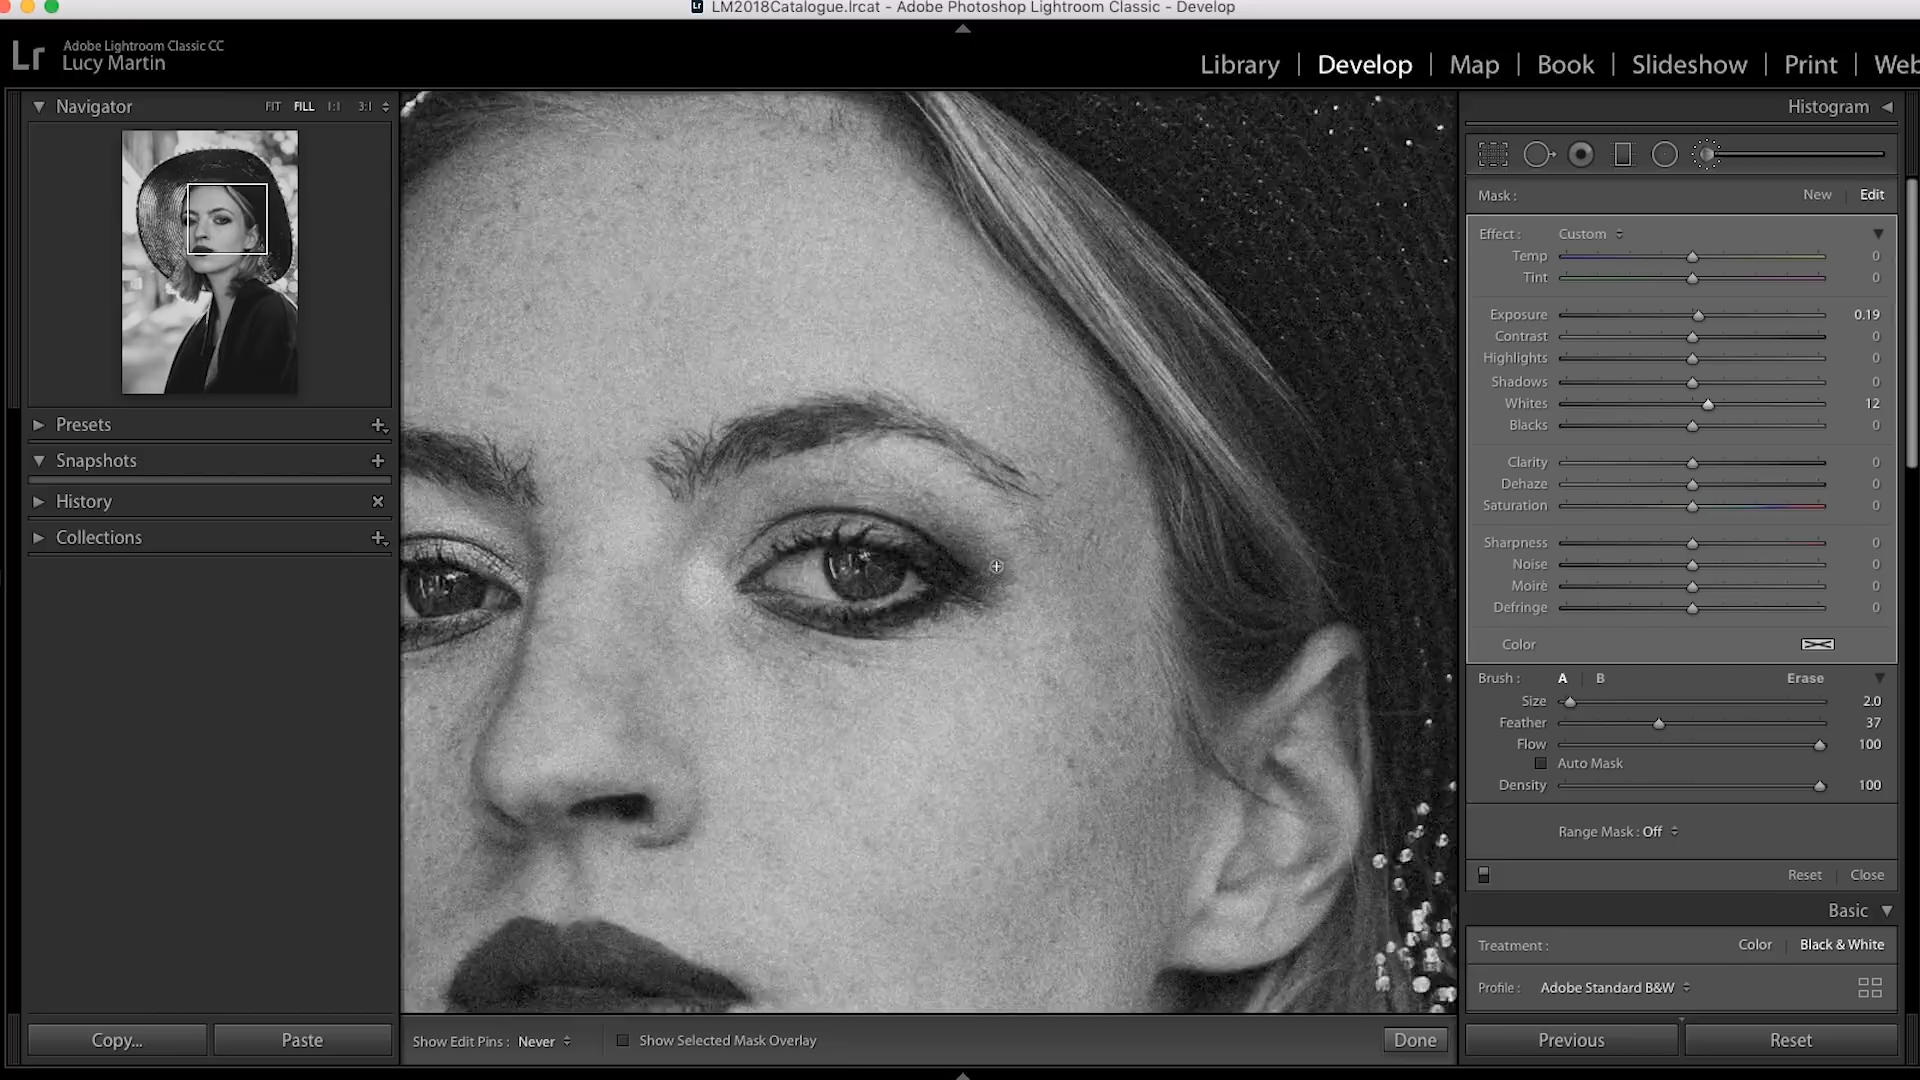 LM2018Catalogue.lrcat - Adobe Photoshop Lightroom Classic - Develop
Lr Adobe Lightroom Classic CC
Lucy Martin
Library | Develop | Map | Book | Slideshow | Print | Web
Navigator FIT FILL 1:1 3:1
Histogram
Mask : New Edit
Effect : Custom
Temp 0
Tint 0
Exposure 0.19
Contrast 0
Highlights 0
Shadows 0
Whites 12
Blacks 0
Clarity 0
Dehaze 0
Saturation 0
Sharpness 0
Noise 0
Moiré 0
Defringe 0
Color
Brush : A B Erase
Size 2.0
Feather 37
Flow 100
Auto Mask
Density 100
Range Mask : Off
Reset Close
Basic
Treatment : Color Black & White
Profile : Adobe Standard B&W
Previous Reset
Presets
Snapshots
History
Collections
Copy... Paste
Show Edit Pins : Never Show Selected Mask Overlay Done